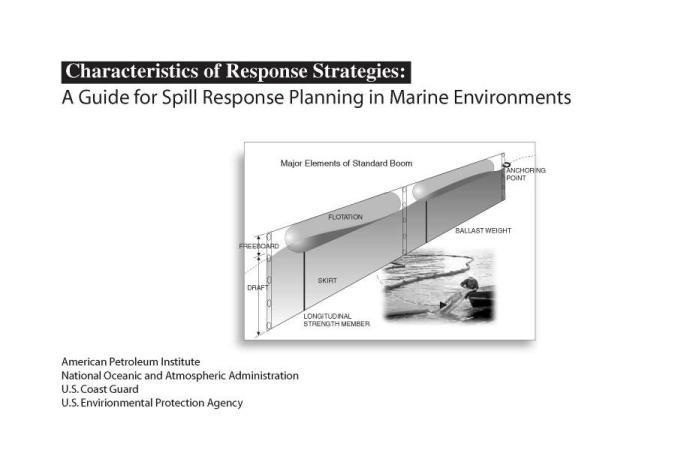 Characteristics of Response Strategies:
A Guide for Spill Response Planning in Marine Environments
Major Elements of Standard Boom
ANCHORING
POINT
FLOTATION
BALLAST WEIGHT
FREEBOARD
SKIRT
DRAFT
LONGITUDINAL
STRENGTH MEMBER
American Petroleum Institute
National Oceanic and Atmospheric Administration
U.S. Coast Guard
U.S. Envirionmental Protection Agency